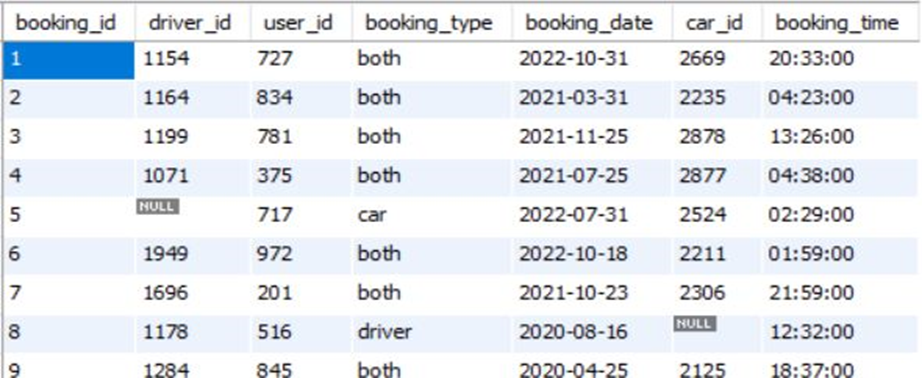 booking_id driver_id user_id booking_type booking_date car_id booking_time
1 1154 727 both 2022-10-31 2669 20:33:00
2 1164 834 both 2021-03-31 2235 04:23:00
3 1199 781 both 2021-11-25 2878 13:26:00
4 1071 375 both 2021-07-25 2877 04:38:00
5 NULL 717 car 2022-07-31 2524 02:29:00
6 1949 972 both 2022-10-18 2211 01:59:00
7 1696 201 both 2021-10-23 2306 21:59:00
8 1178 516 driver 2020-08-16 NULL 12:32:00
9 1284 845 both 2020-04-25 2125 18:37:00